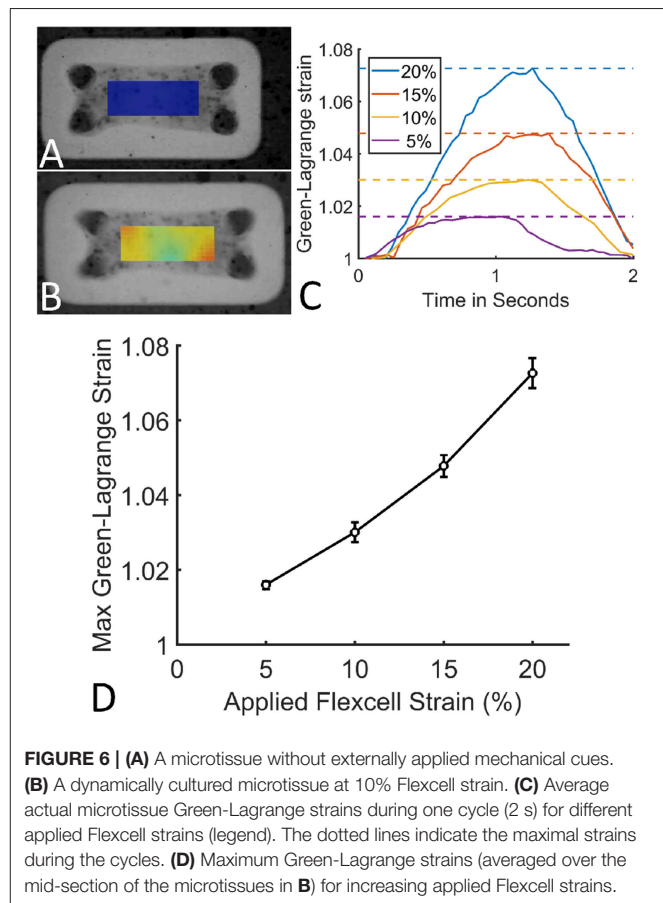 A
B
C
Green-Lagrange strain
1.08
1.06
1.04
1.02
1
20%
15%
10%
5%
0
1
2
Time in Seconds
D
Max Green-Lagrange Strain
1.08
1.06
1.04
1.02
1
0
5
10
15
20
Applied Flexcell Strain (%)
FIGURE 6 | (A) A microtissue without externally applied mechanical cues.
(B) A dynamically cultured microtissue at 10% Flexcell strain. (C) Average
actual microtissue Green-Lagrange strains during one cycle (2 s) for different
applied Flexcell strains (legend). The dotted lines indicate the maximal strains
during the cycles. (D) Maximum Green-Lagrange strains (averaged over the
mid-section of the microtissues in B) for increasing applied Flexcell strains.